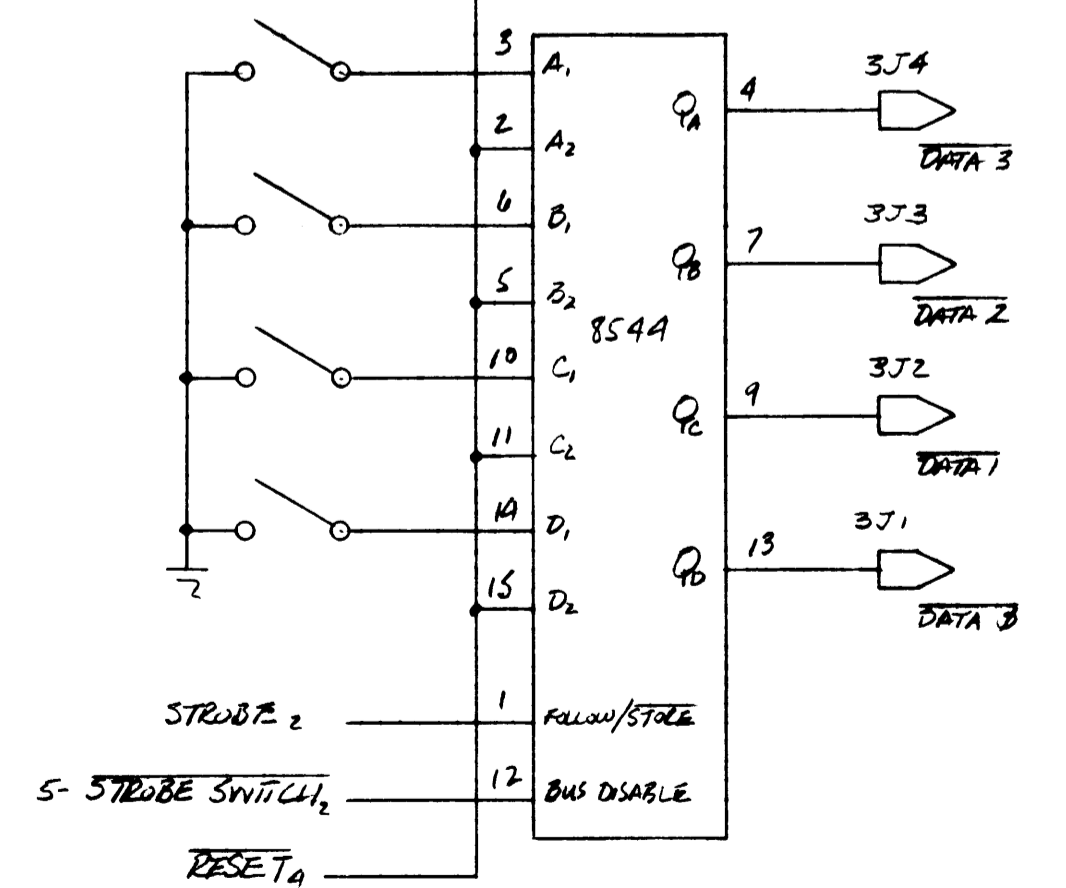 3 A1
2 A2
6 B1
5 B2
10 C1
11 C2
14 D1
15 D2
1 FOLLOW/STORE
12 BUS DISABLE
8544
QA 4
QB 7
QC 9
QD 13
3J4
DATA 3
3J3
DATA 2
3J2
DATA 1
3J1
STROBE 2
5- STROBE SWITCH2
RESET4